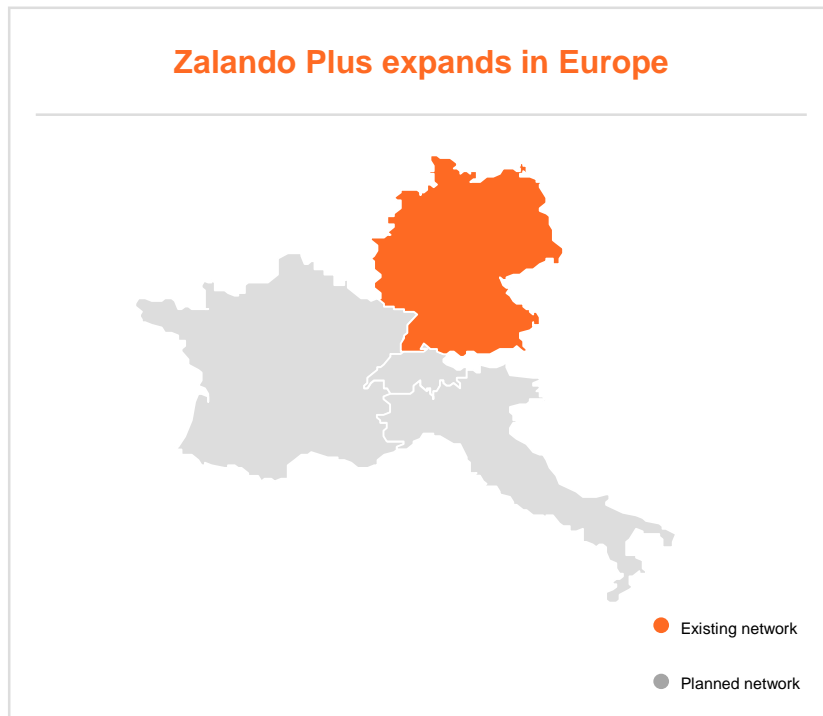 Zalando Plus expands in Europe
Existing network
Planned network